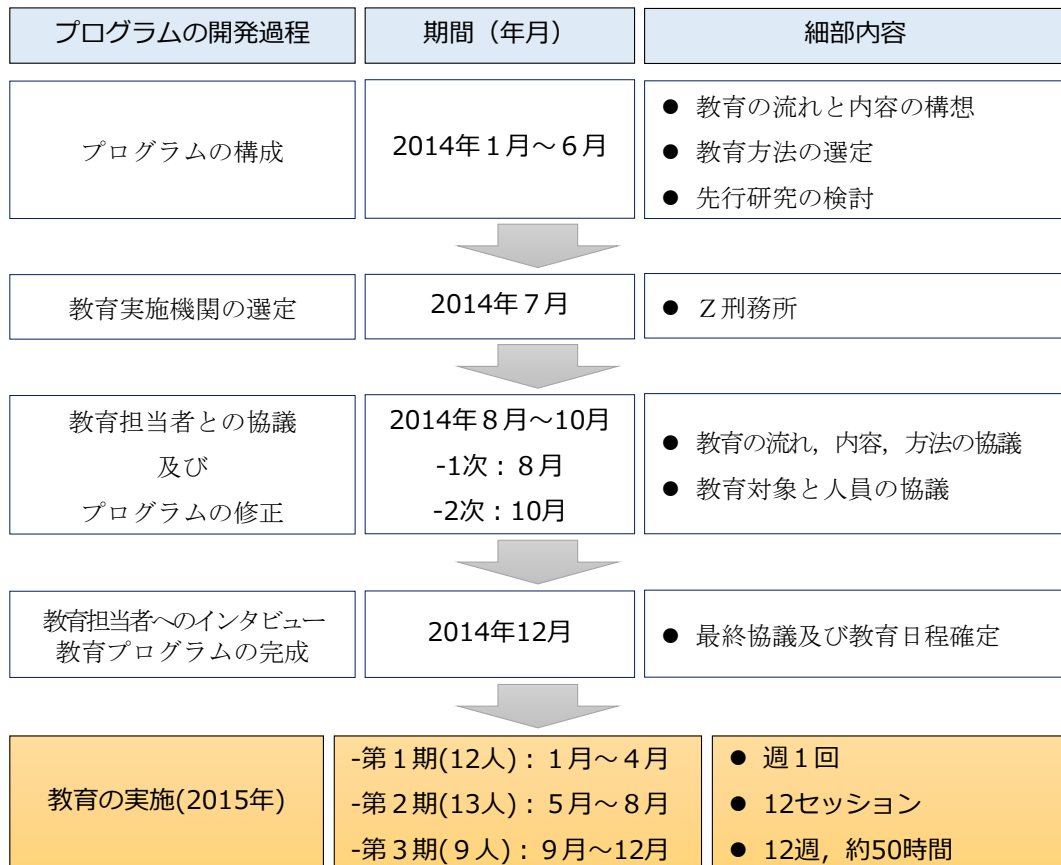 プログラムの開発過程
期間（年月）
細部内容
プログラムの構成
2014年１月～６月
● 教育の流れと内容の構想
● 教育方法の選定
● 先行研究の検討
教育実施機関の選定
2014年７月
● Ｚ刑務所
教育担当者との協議
及び
プログラムの修正
2014年８月～10月
-1次：８月
-2次：10月
● 教育の流れ，内容，方法の協議
● 教育対象と人員の協議
教育担当者へのインタビュー
教育プログラムの完成
2014年12月
● 最終協議及び教育日程確定
教育の実施(2015年)
-第１期(12人)：１月～４月
-第２期(13人)：５月～８月
-第３期(９人)：９月～12月
● 週１回
● 12セッション
● 12週，約50時間